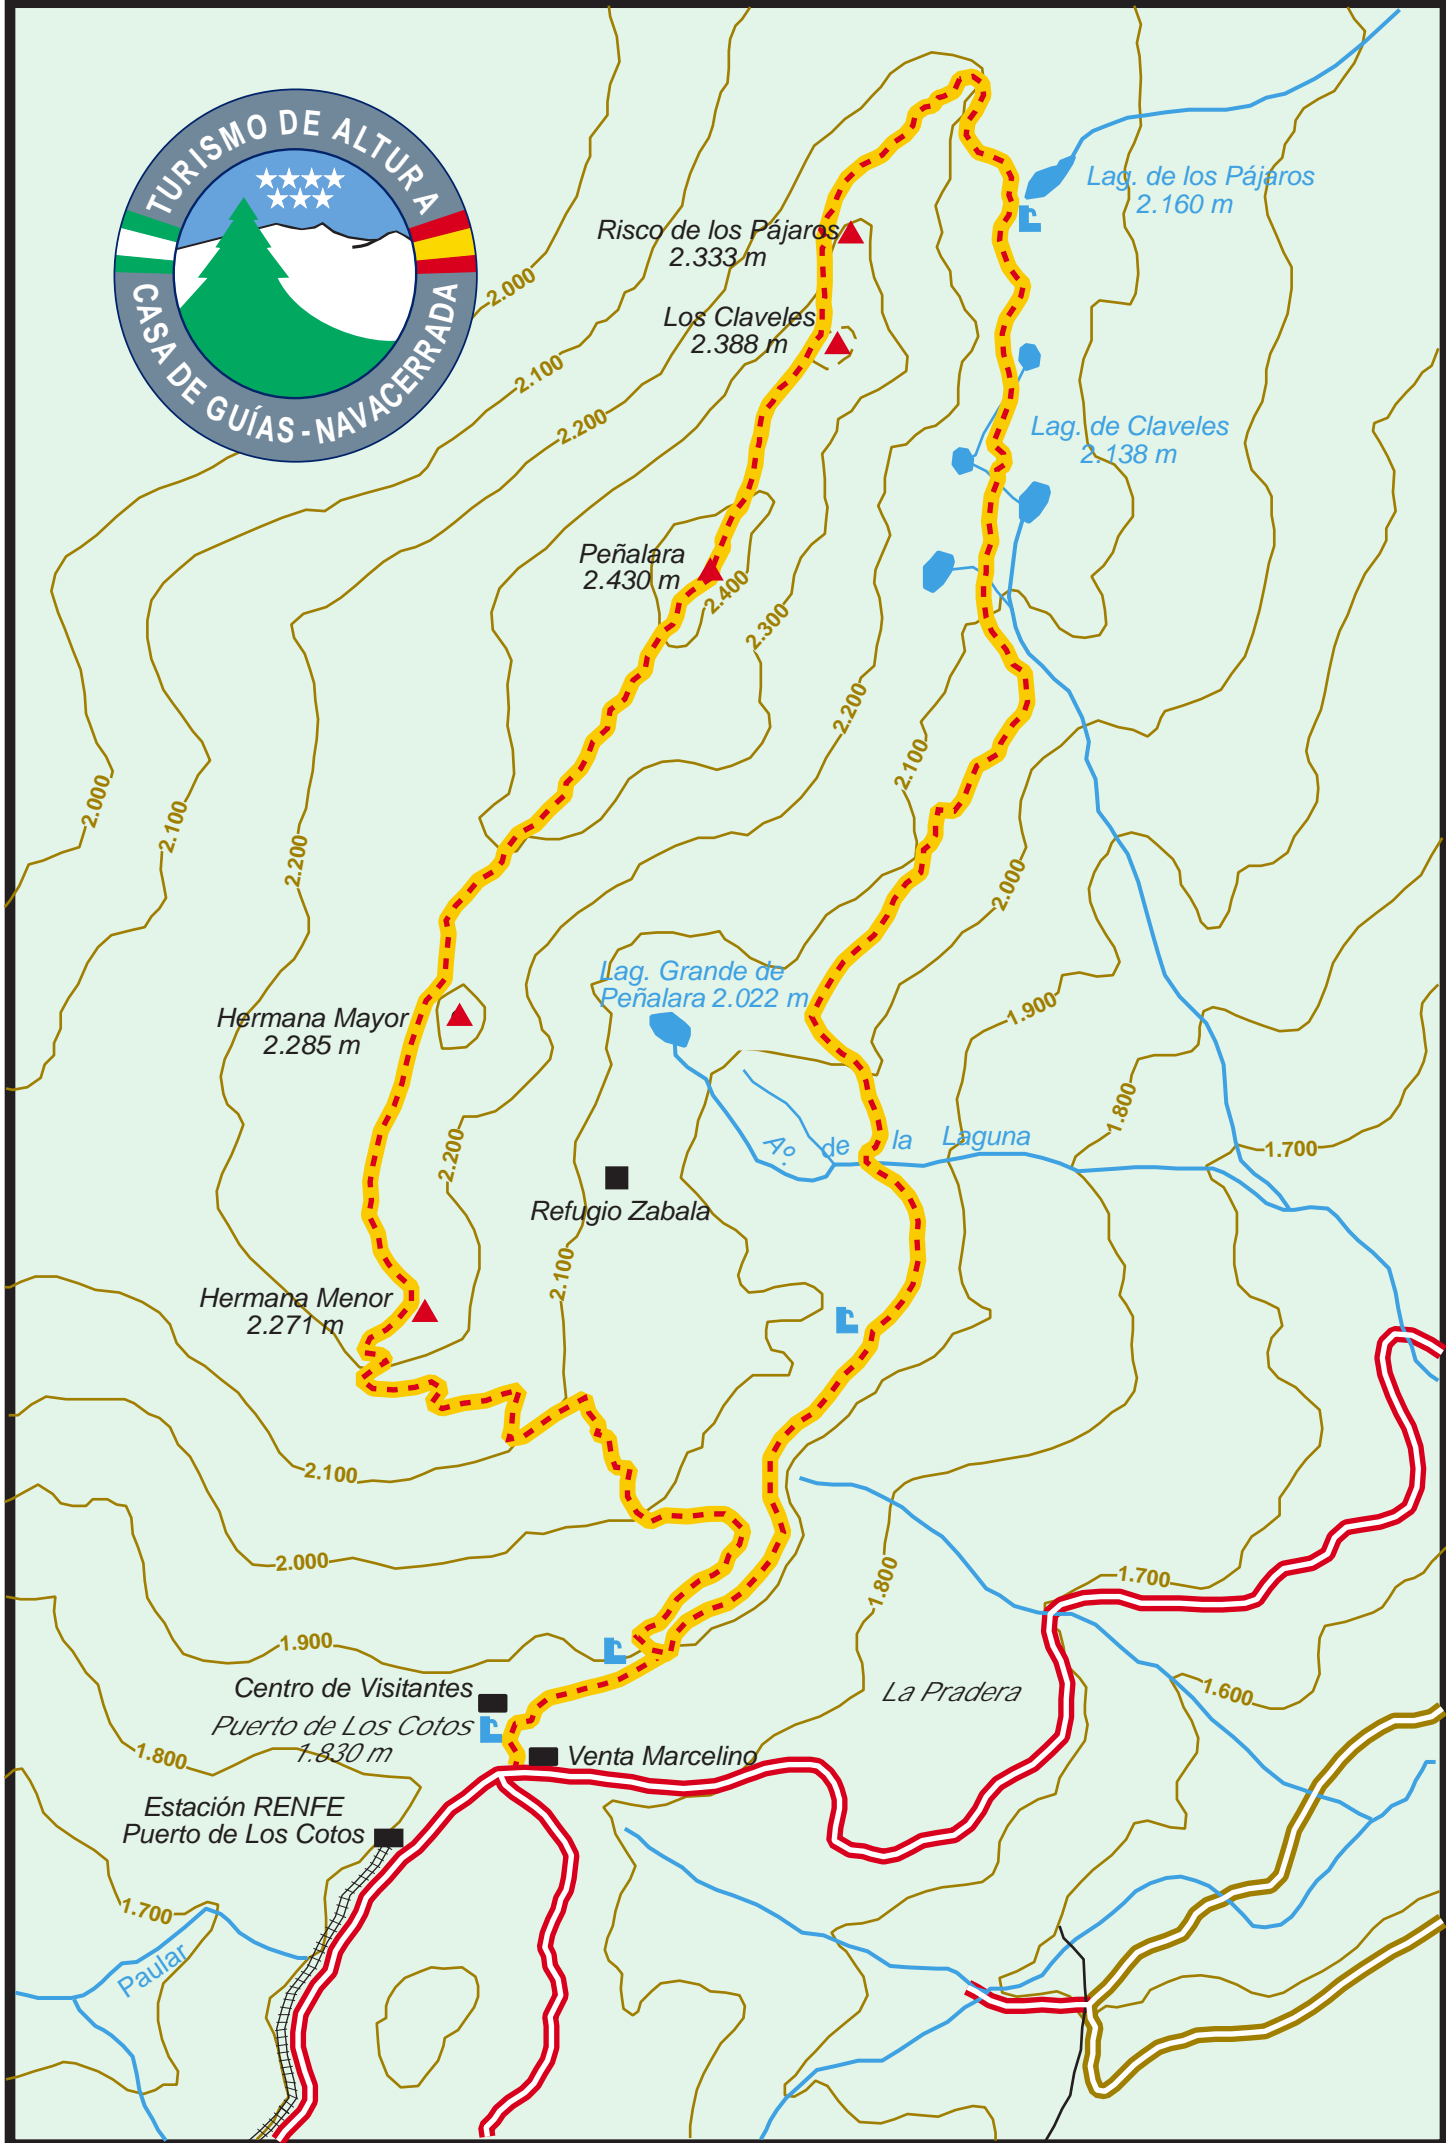 TURISMO DE ALTURA
CASA DE GUÍAS - NAVACERRADA
Lag. de los Pájaros
2.160 m
Risco de los Pájaros
2.333 m
2.000
Los Claveles
2.388 m
2.100
2.200
Lag. de Claveles
2.138 m
Peñalara
2.430 m
2.400
2.300
2.200
2.100
2.000
2.100
2.200
2.000
Lag. Grande de
Peñalara 2.022 m
1.900
Hermana Mayor
2.285 m
1.800
Aº. de la Laguna
1.700
2.200
Refugio Zabala
2.100
Hermana Menor
2.271 m
2.100
2.000
1.800
1.700
1.900
Centro de Visitantes
La Pradera
1.600
Puerto de Los Cotos
1.830 m
1.800
Venta Marcelino
Estación RENFE
Puerto de Los Cotos
1.700
Paular